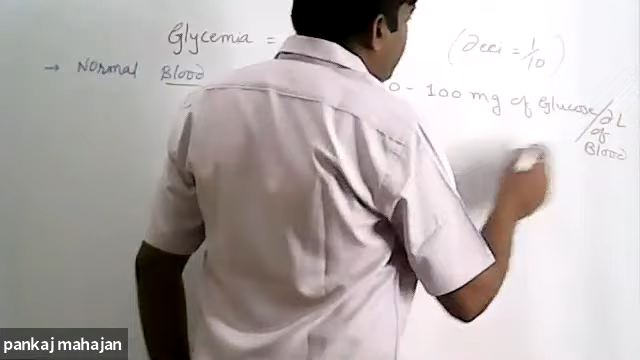 Glycemia =
(deci = 1/10)
→ Normal Blood
0 - 100 mg of Glucose/dL
of
Blood
pankaj mahajan